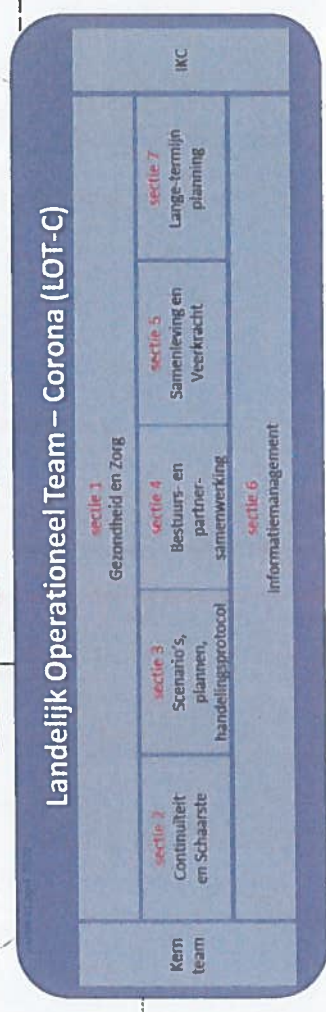 Landelijk Operationeel Team – Corona (LOT-C)
Kern
team
sectie 1
Gezondheid en Zorg
sectie 2
Continuïteit
en Schaarste
sectie 3
Scenario's,
plannen,
handelingsprotocol
sectie 4
Bestuurs- en
partner-
samenwerking
sectie 5
Samenleving en
Veerkracht
sectie 7
Lange-termijn
planning
sectie 6
Informatiemanagement
IKC